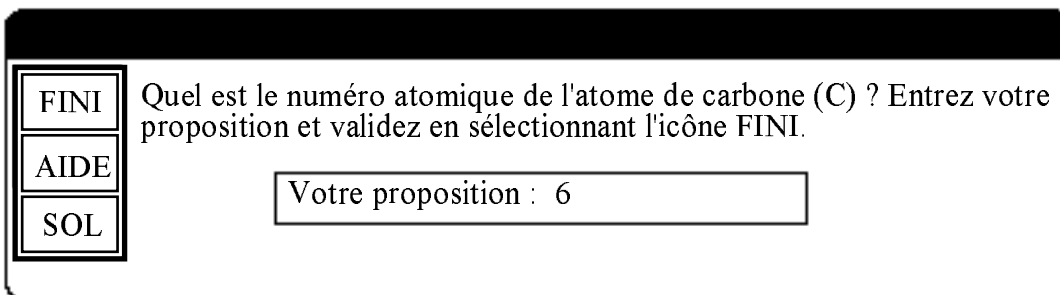 FINI
AIDE
SOL
Quel est le numéro atomique de l'atome de carbone (C) ? Entrez votre
proposition et validez en sélectionnant l'icône FINI.
Votre proposition : 6